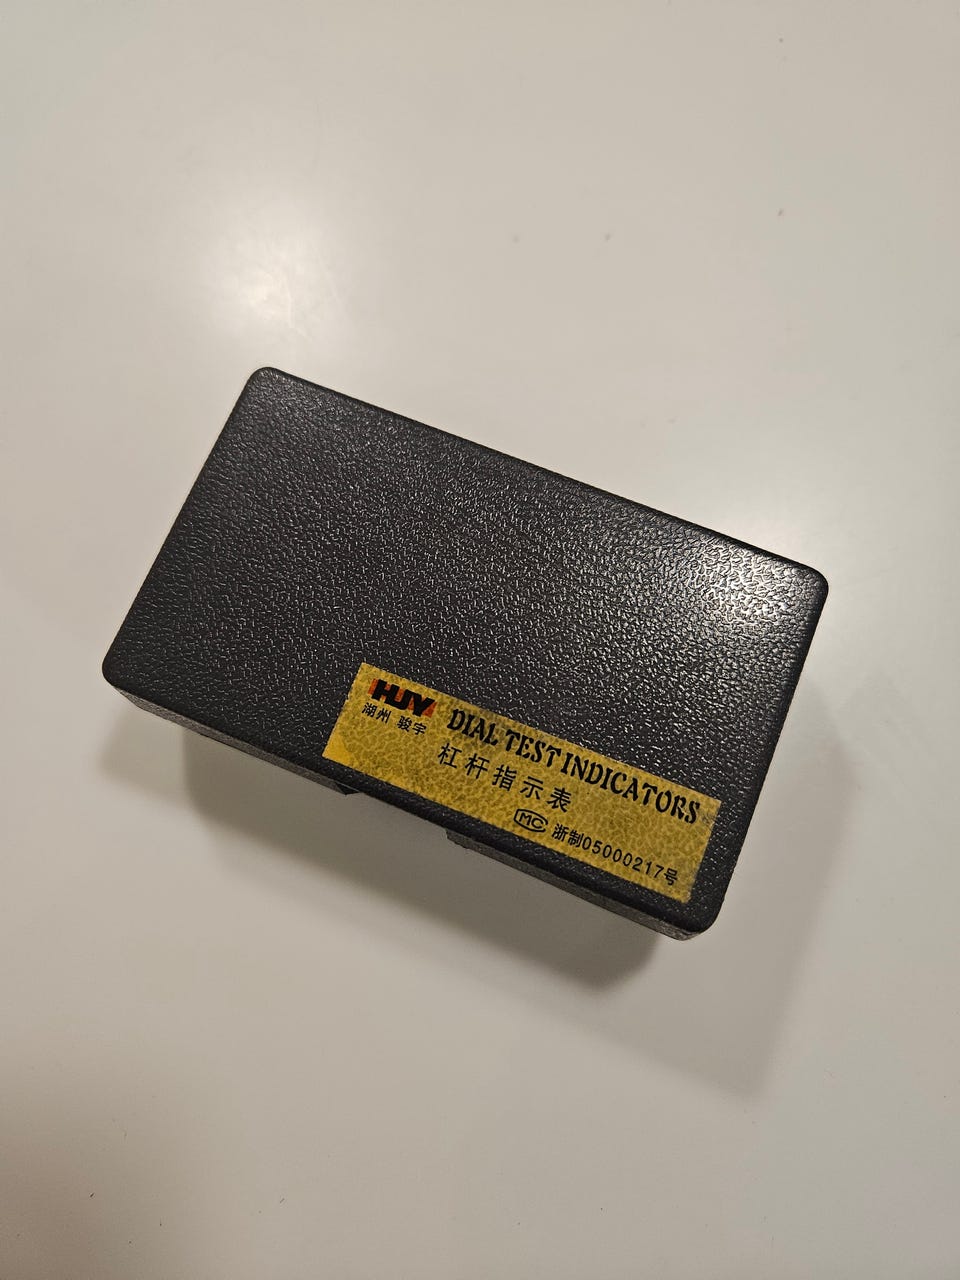 HJY
湖州 骏宇
DIAL TEST INDICATORS
杠杆指示表
MC 浙制05000217号